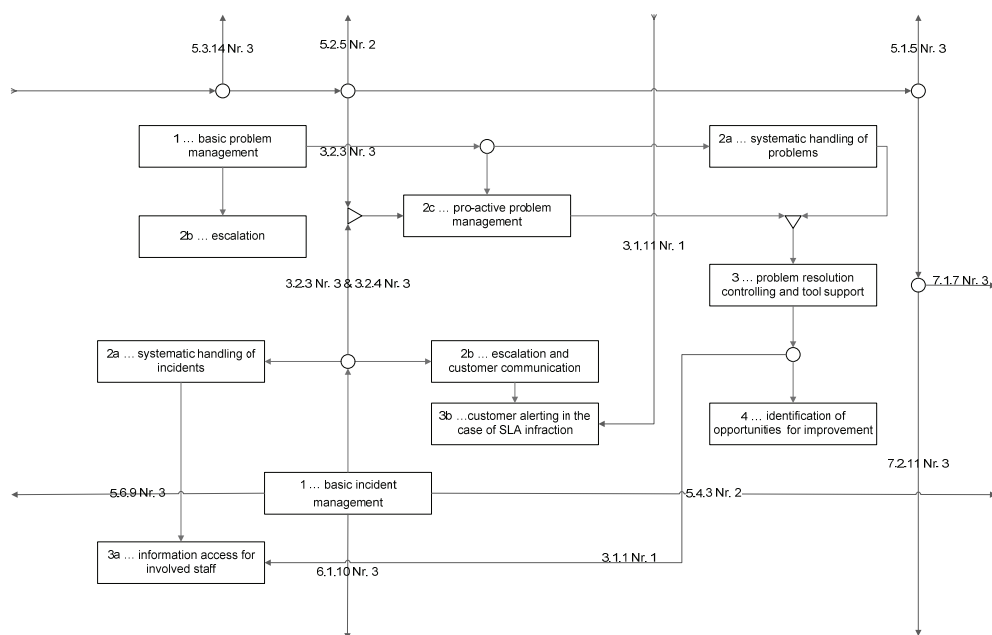 5.3.14 Nr. 3
5.2.5 Nr. 2
5.1.5 Nr. 3
1 ... basic problem
management
3.2.3 Nr. 3
2a ... systematic handling of
problems
2b ... escalation
2c ... pro-active problem
management
3.1.11 Nr. 1
3.2.3 Nr. 3 & 3.2.4 Nr. 3
3 ... problem resolution
controlling and tool support
7.1.7 Nr. 3
2a ... systematic handling of
incidents
2b ... escalation and
customer communication
3b ...customer alerting in the
case of SLA infraction
4 ... identification of
opportunities for improvement
7.2.11 Nr. 3
5.6.9 Nr. 3
1 ... basic incident
management
5.4.3 Nr. 2
3a ... information access for
involved staff
6.1.10 Nr. 3
3.1.1 Nr. 1